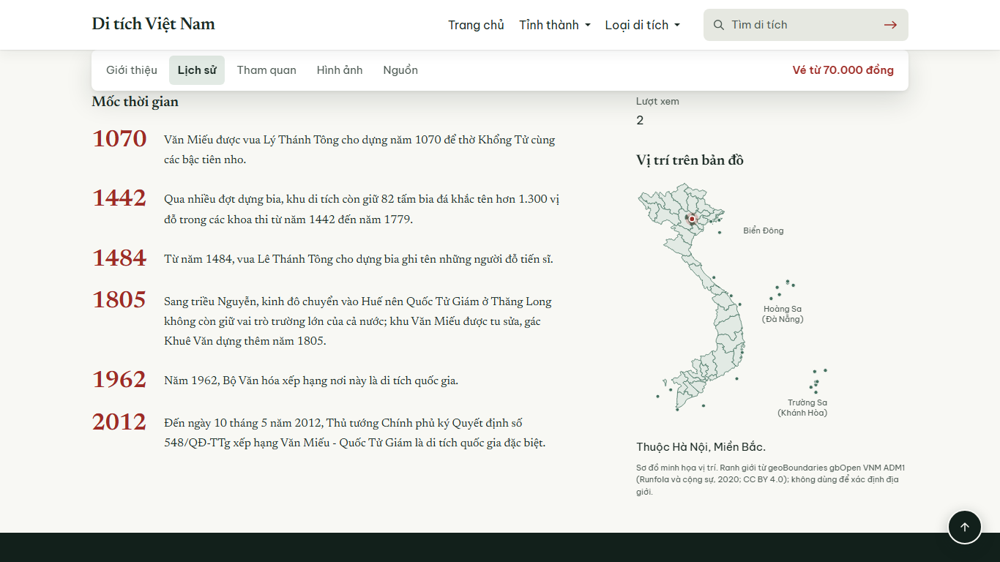 Di tích Việt Nam
Trang chủ
Tỉnh thành
Loại di tích
Tìm di tích
Giới thiệu
Lịch sử
Tham quan
Hình ảnh
Nguồn
Vé từ 70.000 đồng
Mốc thời gian
1070
Văn Miếu được vua Lý Thánh Tông cho dựng năm 1070 để thờ Khổng Tử cùng
các bậc tiên nho.
1442
Qua nhiều đợt dựng bia, khu di tích còn giữ 82 tấm bia đá khắc tên hơn 1.300 vị
đỗ trong các khoa thi từ năm 1442 đến năm 1779.
1484
Từ năm 1484, vua Lê Thánh Tông cho dựng bia ghi tên những người đỗ tiến sĩ.
1805
Sang triều Nguyễn, kinh đô chuyển vào Huế nên Quốc Tử Giám ở Thăng Long
không còn giữ vai trò trường lớn của cả nước; khu Văn Miếu được tu sửa, gác
Khuê Văn dựng thêm năm 1805.
1962
Năm 1962, Bộ Văn hóa xếp hạng nơi này là di tích quốc gia.
2012
Đến ngày 10 tháng 5 năm 2012, Thủ tướng Chính phủ ký Quyết định số
548/QĐ-TTg xếp hạng Văn Miếu - Quốc Tử Giám là di tích quốc gia đặc biệt.
Lượt xem
2
Vị trí trên bản đồ
Biển Đông
Hoàng Sa
(Đà Nẵng)
Trường Sa
(Khánh Hòa)
Thuộc Hà Nội, Miền Bắc.
Sơ đồ minh họa vị trí. Ranh giới từ geoBoundaries gbOpen VNM ADM1
(Runfola và cộng sự, 2020; CC BY 4.0); không dùng để xác định địa
giới.